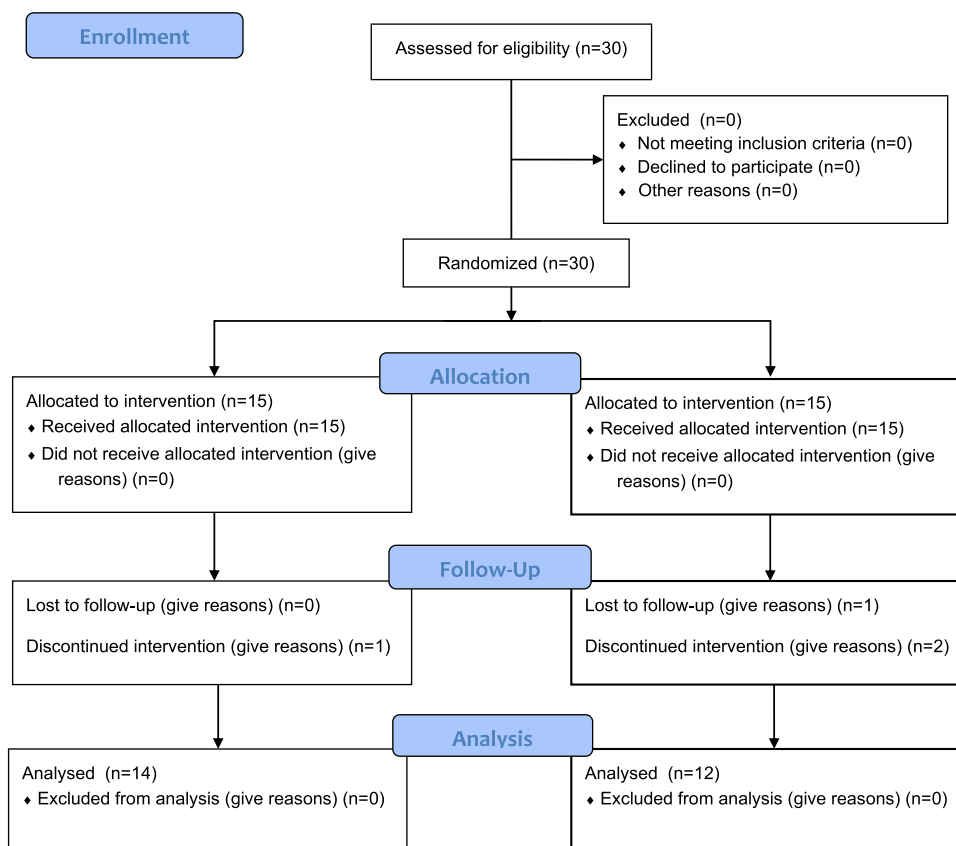 Enrollment
Assessed for eligibility (n=30)
Excluded (n=0)
♦ Not meeting inclusion criteria (n=0)
♦ Declined to participate (n=0)
♦ Other reasons (n=0)
Randomized (n=30)
Allocation
Allocated to intervention (n=15)
♦ Received allocated intervention (n=15)
♦ Did not receive allocated intervention (give
reasons) (n=0)
Allocated to intervention (n=15)
♦ Received allocated intervention (n=15)
♦ Did not receive allocated intervention (give
reasons) (n=0)
Follow-Up
Lost to follow-up (give reasons) (n=0)
Discontinued intervention (give reasons) (n=1)
Lost to follow-up (give reasons) (n=1)
Discontinued intervention (give reasons) (n=2)
Analysis
Analysed (n=14)
♦ Excluded from analysis (give reasons) (n=0)
Analysed (n=12)
♦ Excluded from analysis (give reasons) (n=0)